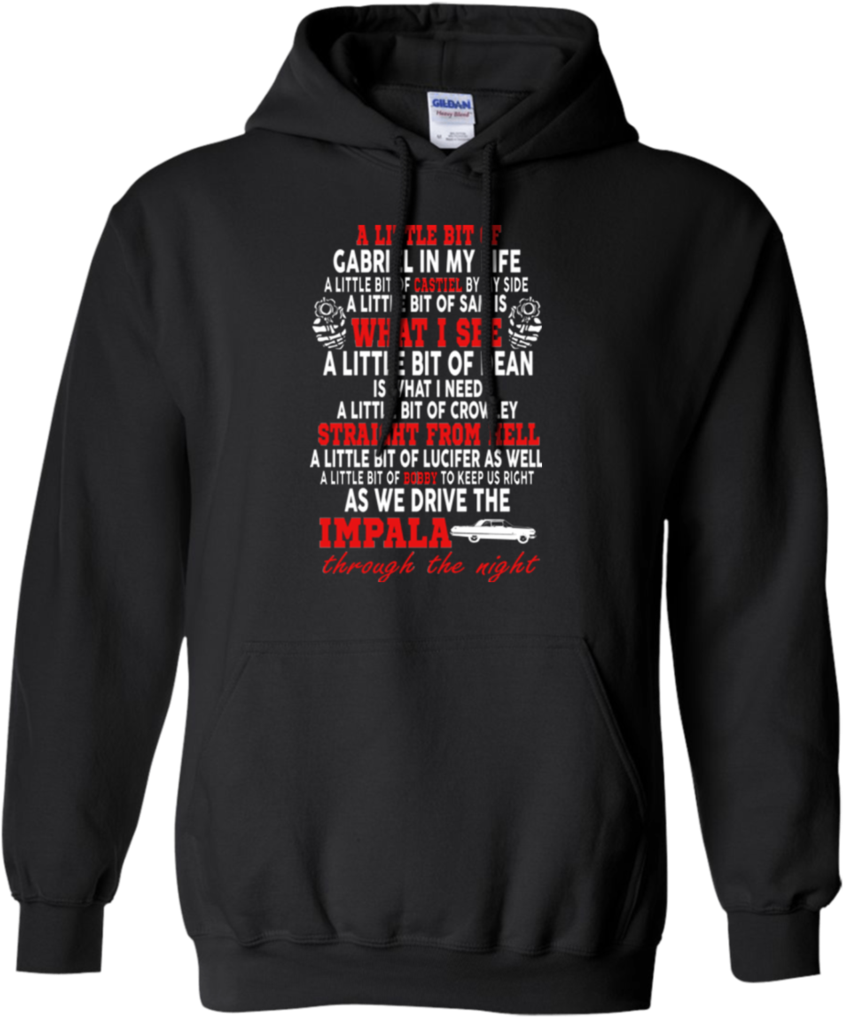 GILDAN
Heavy Blend
M
A LITTLE BIT OF
GABRIEL IN MY LIFE
A LITTLE BIT OF CASTIEL BY MY SIDE
A LITTLE BIT OF SAM IS
WHAT I SEE
A LITTLE BIT OF DEAN
IS WHAT I NEED
A LITTLE BIT OF CROWLEY
STRAIGHT FROM HELL
A LITTLE BIT OF LUCIFER AS WELL
A LITTLE BIT OF BOBBY TO KEEP US RIGHT
AS WE DRIVE THE
IMPALA
through the night